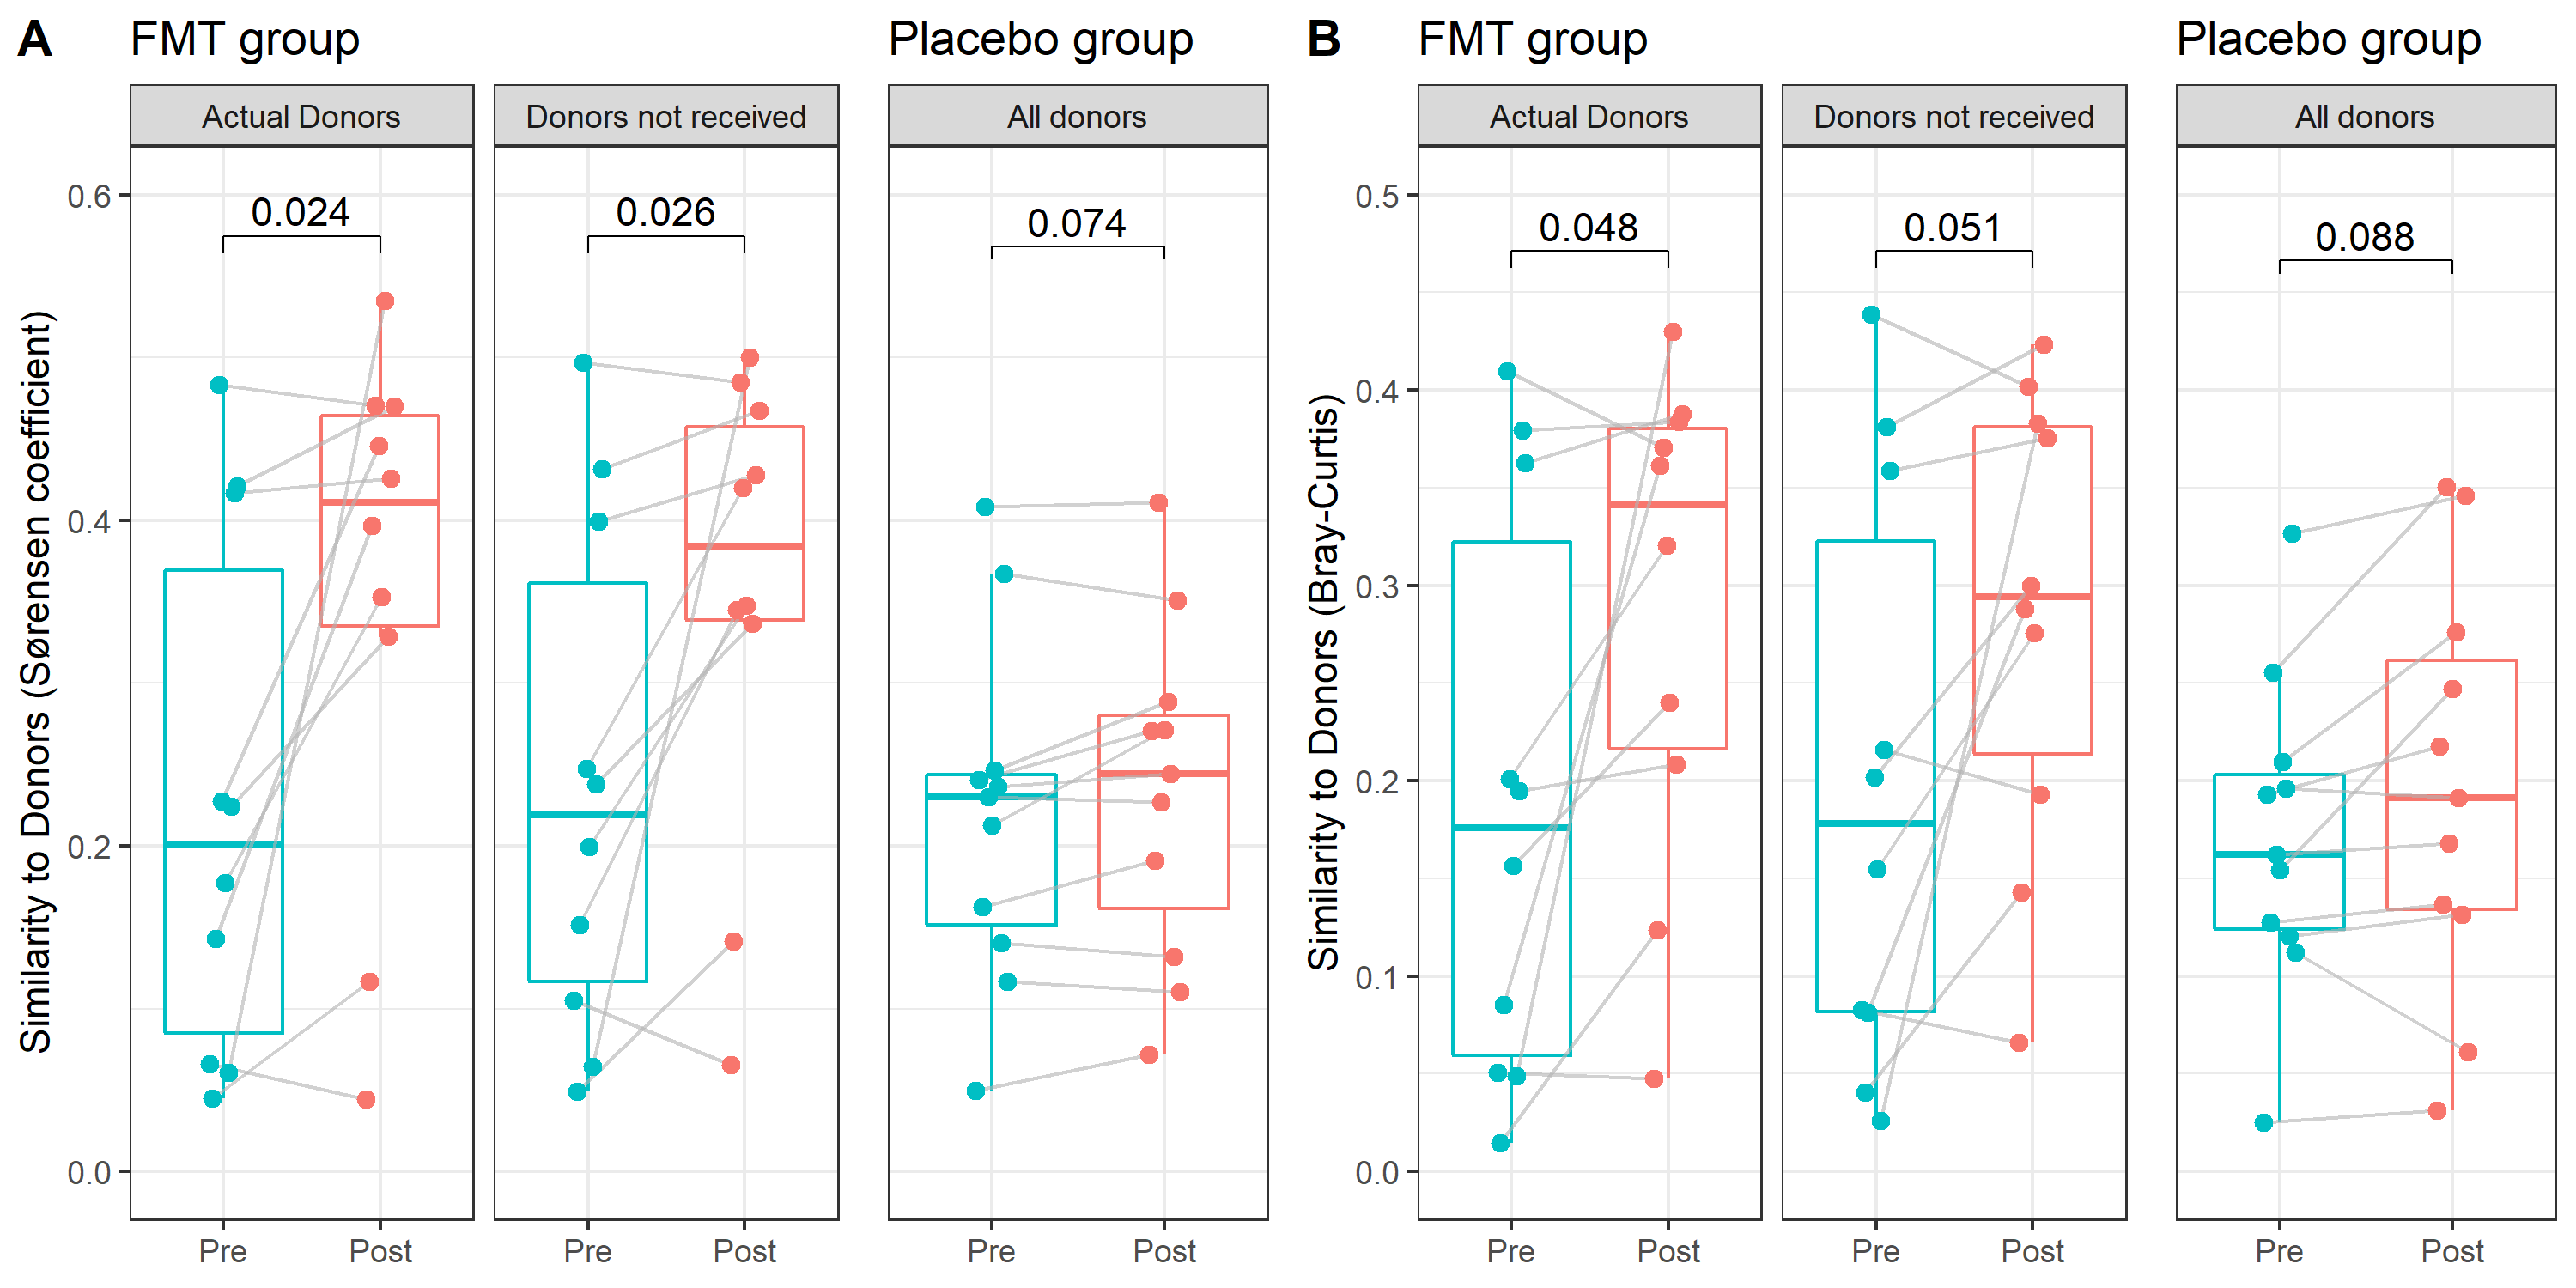 A FMT group Placebo group
Actual Donors Donors not received All donors
Similarity to Donors (Sørensen coefficient)
0.6
0.4
0.2
0.0
0.024 0.026 0.074
Pre Post Pre Post Pre Post
B FMT group Placebo group
Actual Donors Donors not received All donors
Similarity to Donors (Bray-Curtis)
0.5
0.4
0.3
0.2
0.1
0.0
0.048 0.051 0.088
Pre Post Pre Post Pre Post